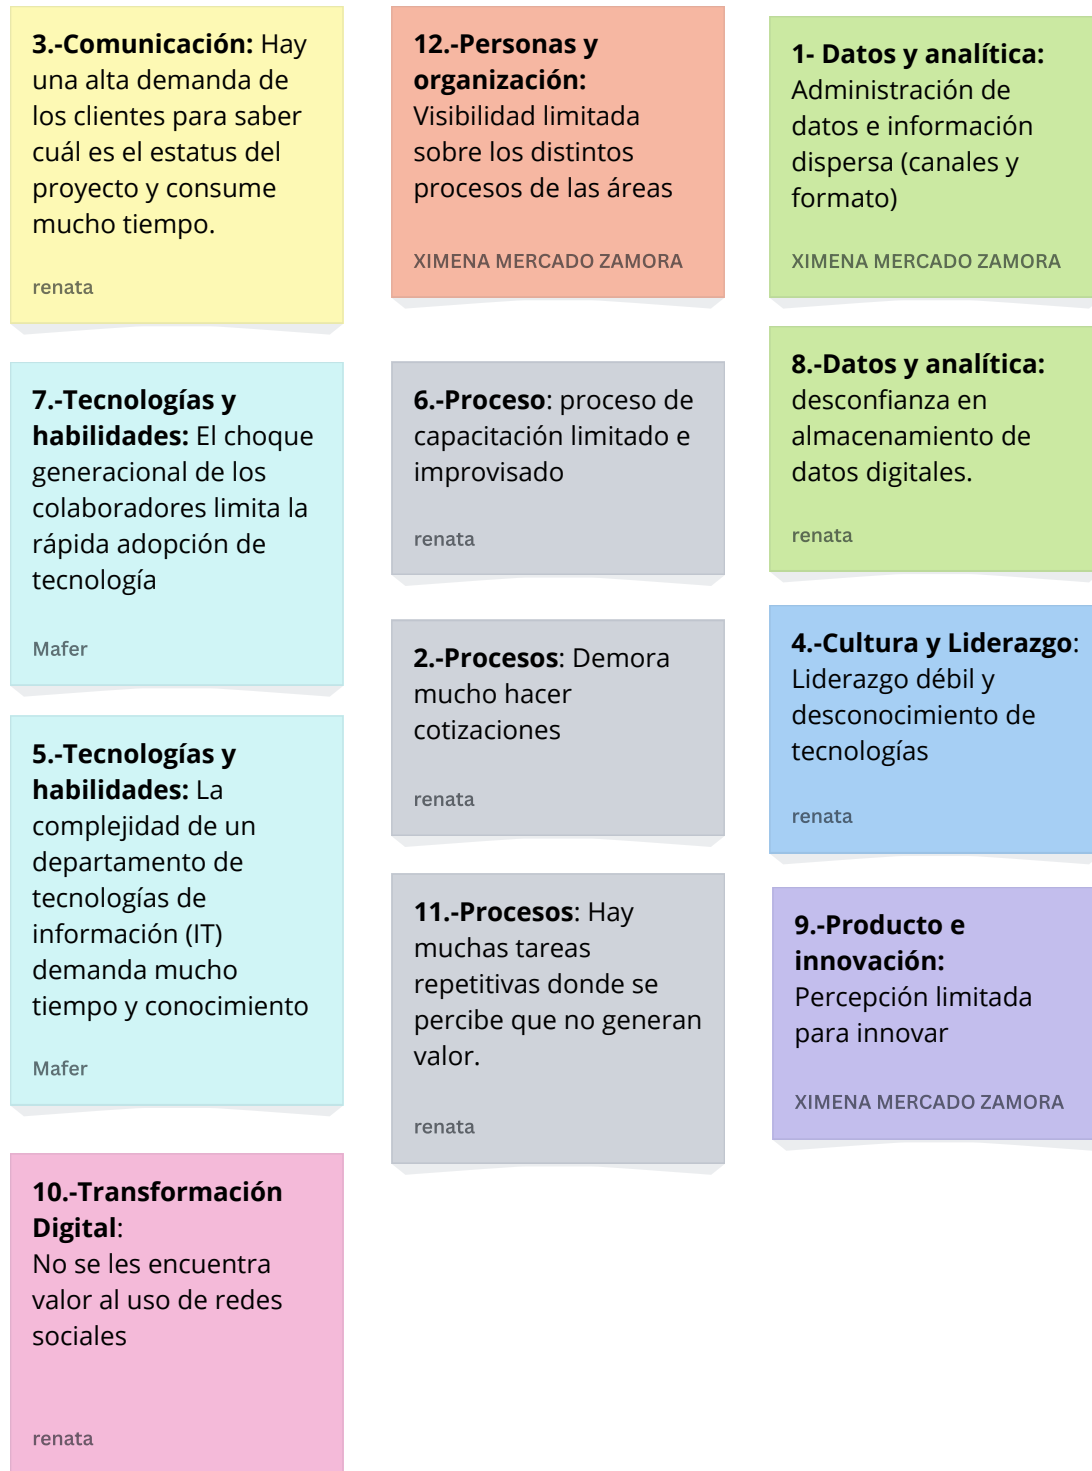 3.-Comunicación: Hay
una alta demanda de
los clientes para saber
cuál es el estatus del
proyecto y consume
mucho tiempo.
renata
7.-Tecnologías y
habilidades: El choque
generacional de los
colaboradores limita la
rápida adopción de
tecnología
Mafer
5.-Tecnologías y
habilidades: La
complejidad de un
departamento de
tecnologías de
información (IT)
demanda mucho
tiempo y conocimiento
Mafer
10.-Transformación
Digital:
No se les encuentra
valor al uso de redes
sociales
renata
12.-Personas y
organización:
Visibilidad limitada
sobre los distintos
procesos de las áreas
XIMENA MERCADO ZAMORA
6.-Proceso: proceso de
capacitación limitado e
improvisado
renata
2.-Procesos: Demora
mucho hacer
cotizaciones
renata
11.-Procesos: Hay
muchas tareas
repetitivas donde se
percibe que no generan
valor.
renata
1- Datos y analítica:
Administración de
datos e información
dispersa (canales y
formato)
XIMENA MERCADO ZAMORA
8.-Datos y analítica:
desconfianza en
almacenamiento de
datos digitales.
renata
4.-Cultura y Liderazgo:
Liderazgo débil y
desconocimiento de
tecnologías
renata
9.-Producto e
innovación:
Percepción limitada
para innovar
XIMENA MERCADO ZAMORA